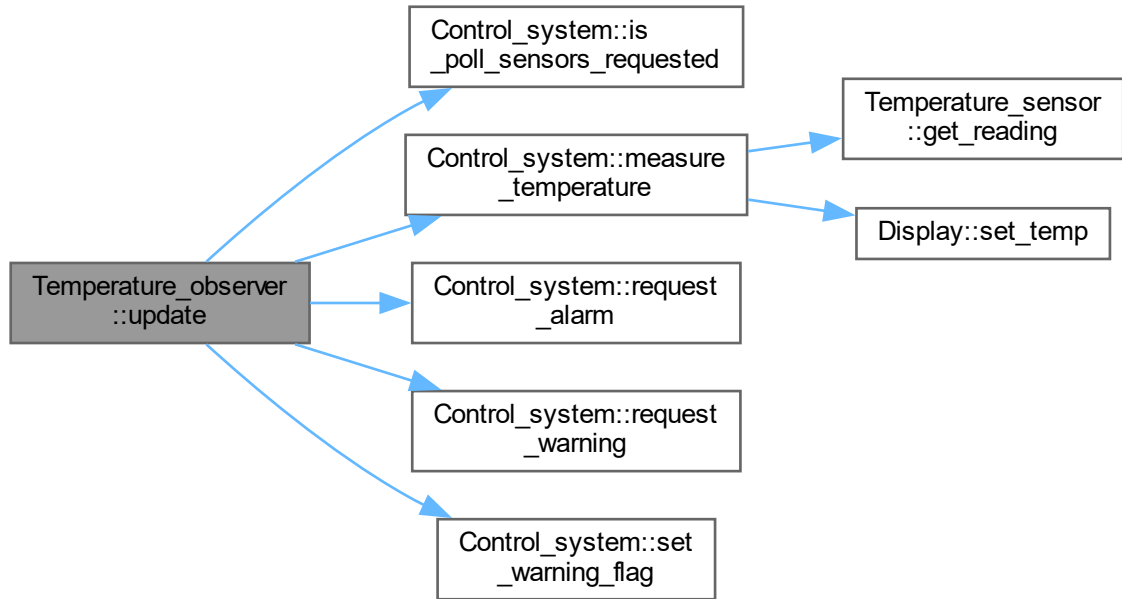 Control_system::is
_poll_sensors_requested
Temperature_sensor
::get_reading
Control_system::measure
_temperature
Display::set_temp
Temperature_observer
::update
Control_system::request
_alarm
Control_system::request
_warning
Control_system::set
_warning_flag